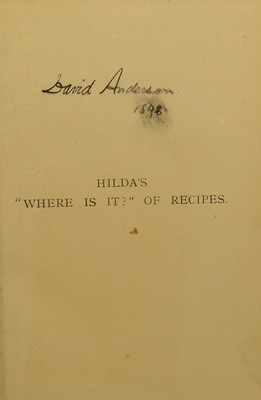 David Anderson.
1898
HILDA'S
"WHERE IS IT?" OF RECIPES.